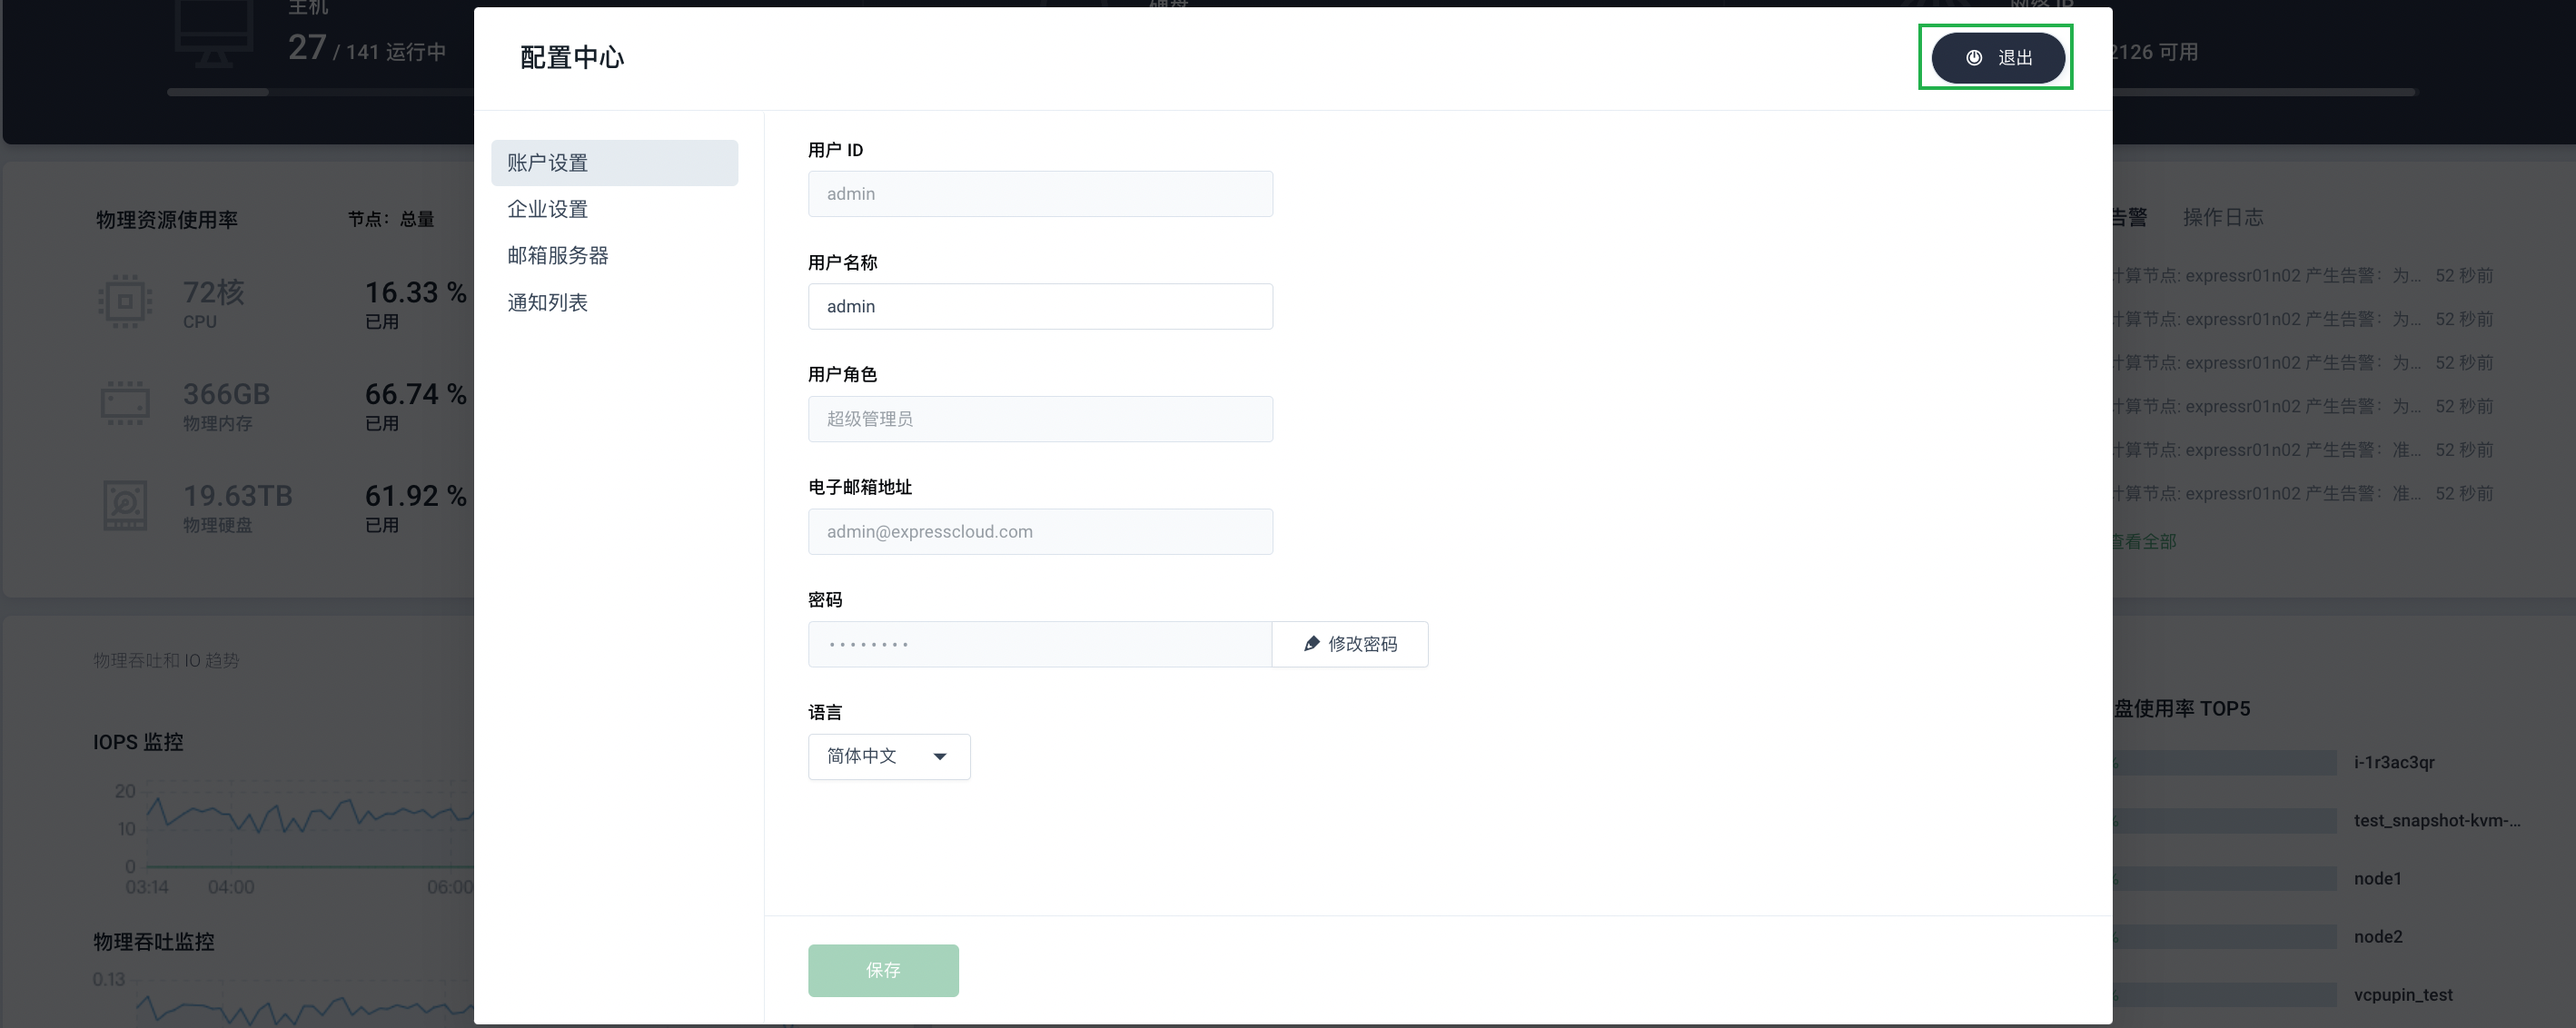 主机
27 / 141 运行中
2126 可用
配置中心
退出
账户设置
企业设置
邮箱服务器
通知列表
用户 ID
admin
用户名称
admin
用户角色
超级管理员
电子邮箱地址
admin@expresscloud.com
密码
••••••••
修改密码
语言
简体中文
保存
物理资源使用率
节点：总量
72核
CPU
16.33 %
已用
366GB
物理内存
66.74 %
已用
19.63TB
物理硬盘
61.92 %
已用
物理吞吐和 IO 趋势
IOPS 监控
20
10
0
03:14
04:00
06:00
物理吞吐监控
0.13
告警
操作日志
计算节点: expressr01n02 产生告警：为... 52 秒前
计算节点: expressr01n02 产生告警：为... 52 秒前
计算节点: expressr01n02 产生告警：为... 52 秒前
计算节点: expressr01n02 产生告警：为... 52 秒前
计算节点: expressr01n02 产生告警：准... 52 秒前
计算节点: expressr01n02 产生告警：准... 52 秒前
查看全部
盘使用率 TOP5
i-1r3ac3qr
test_snapshot-kvm-...
node1
node2
vcpupin_test